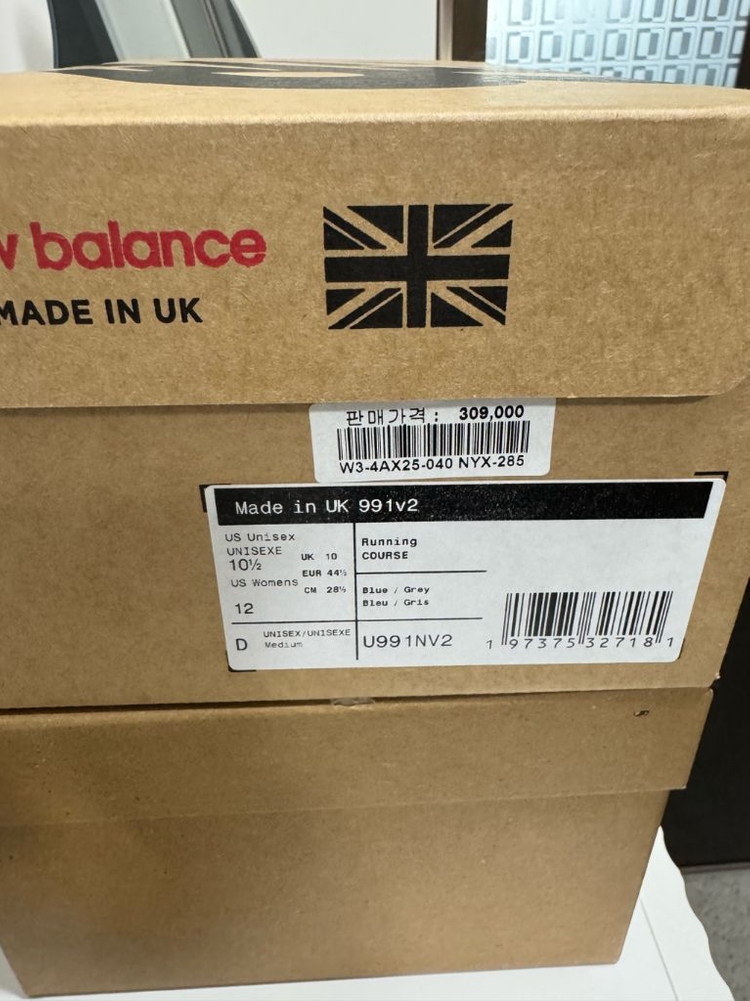 w balance
MADE IN UK
판매가격 : 309,000
W3-4AX25-040 NYX-285
Made in UK 991v2
US Unisex
UNISEXE
10½
US Womens
12
UK 10
EUR 44½
CM 28½
Running
COURSE
Blue / Grey
Bleu / Gris
D
UNISEX/UNISEXE
Medium
U991NV2
1 97375 32718 1